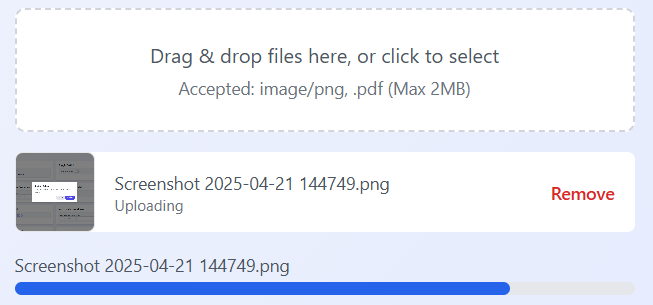 Drag & drop files here, or click to select
Accepted: image/png, .pdf (Max 2MB)
Screenshot 2025-04-21 144749.png
Uploading
Remove
Screenshot 2025-04-21 144749.png